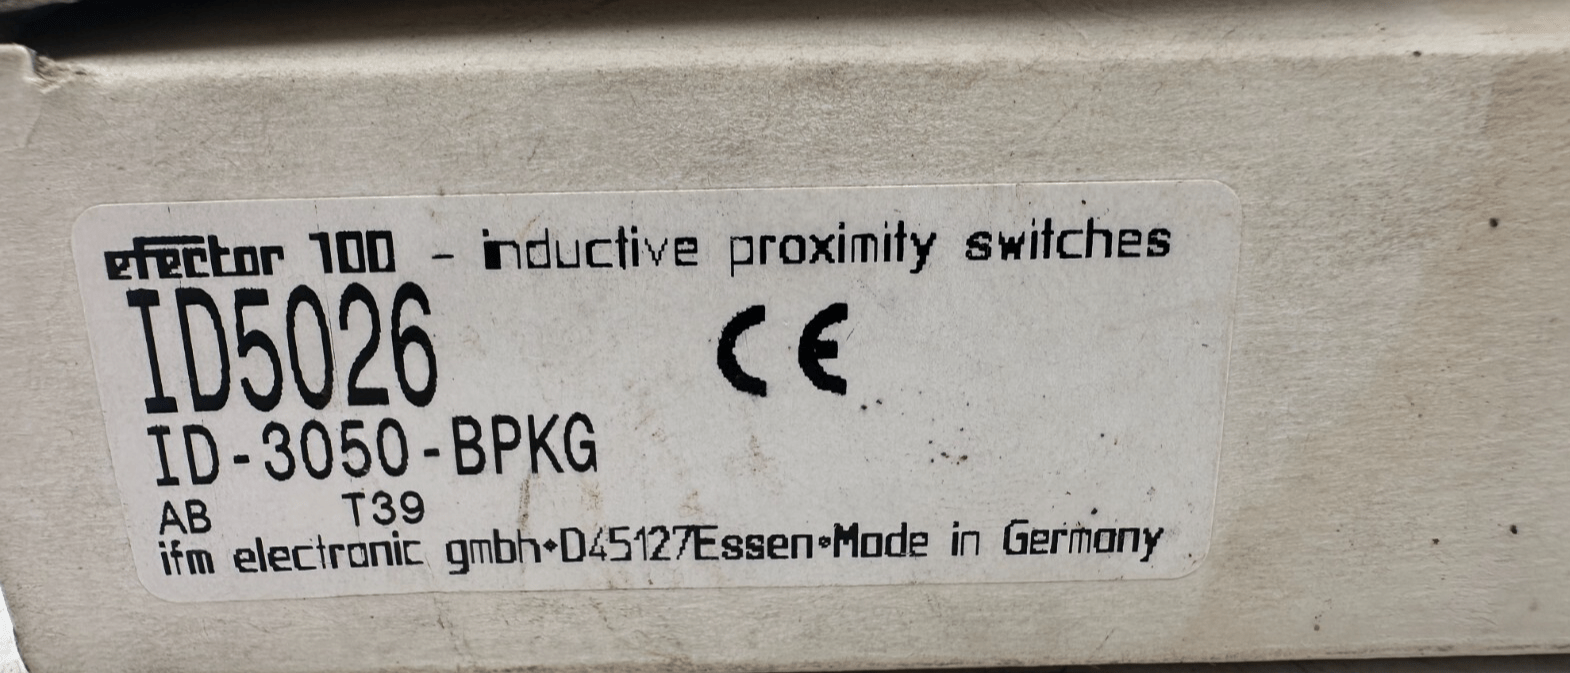 efector 100 - inductive proximity switches
ID5026 CE
ID-3050-BPKG
AB T39
ifm electronic gmbh•D45127Essen•Made in Germany